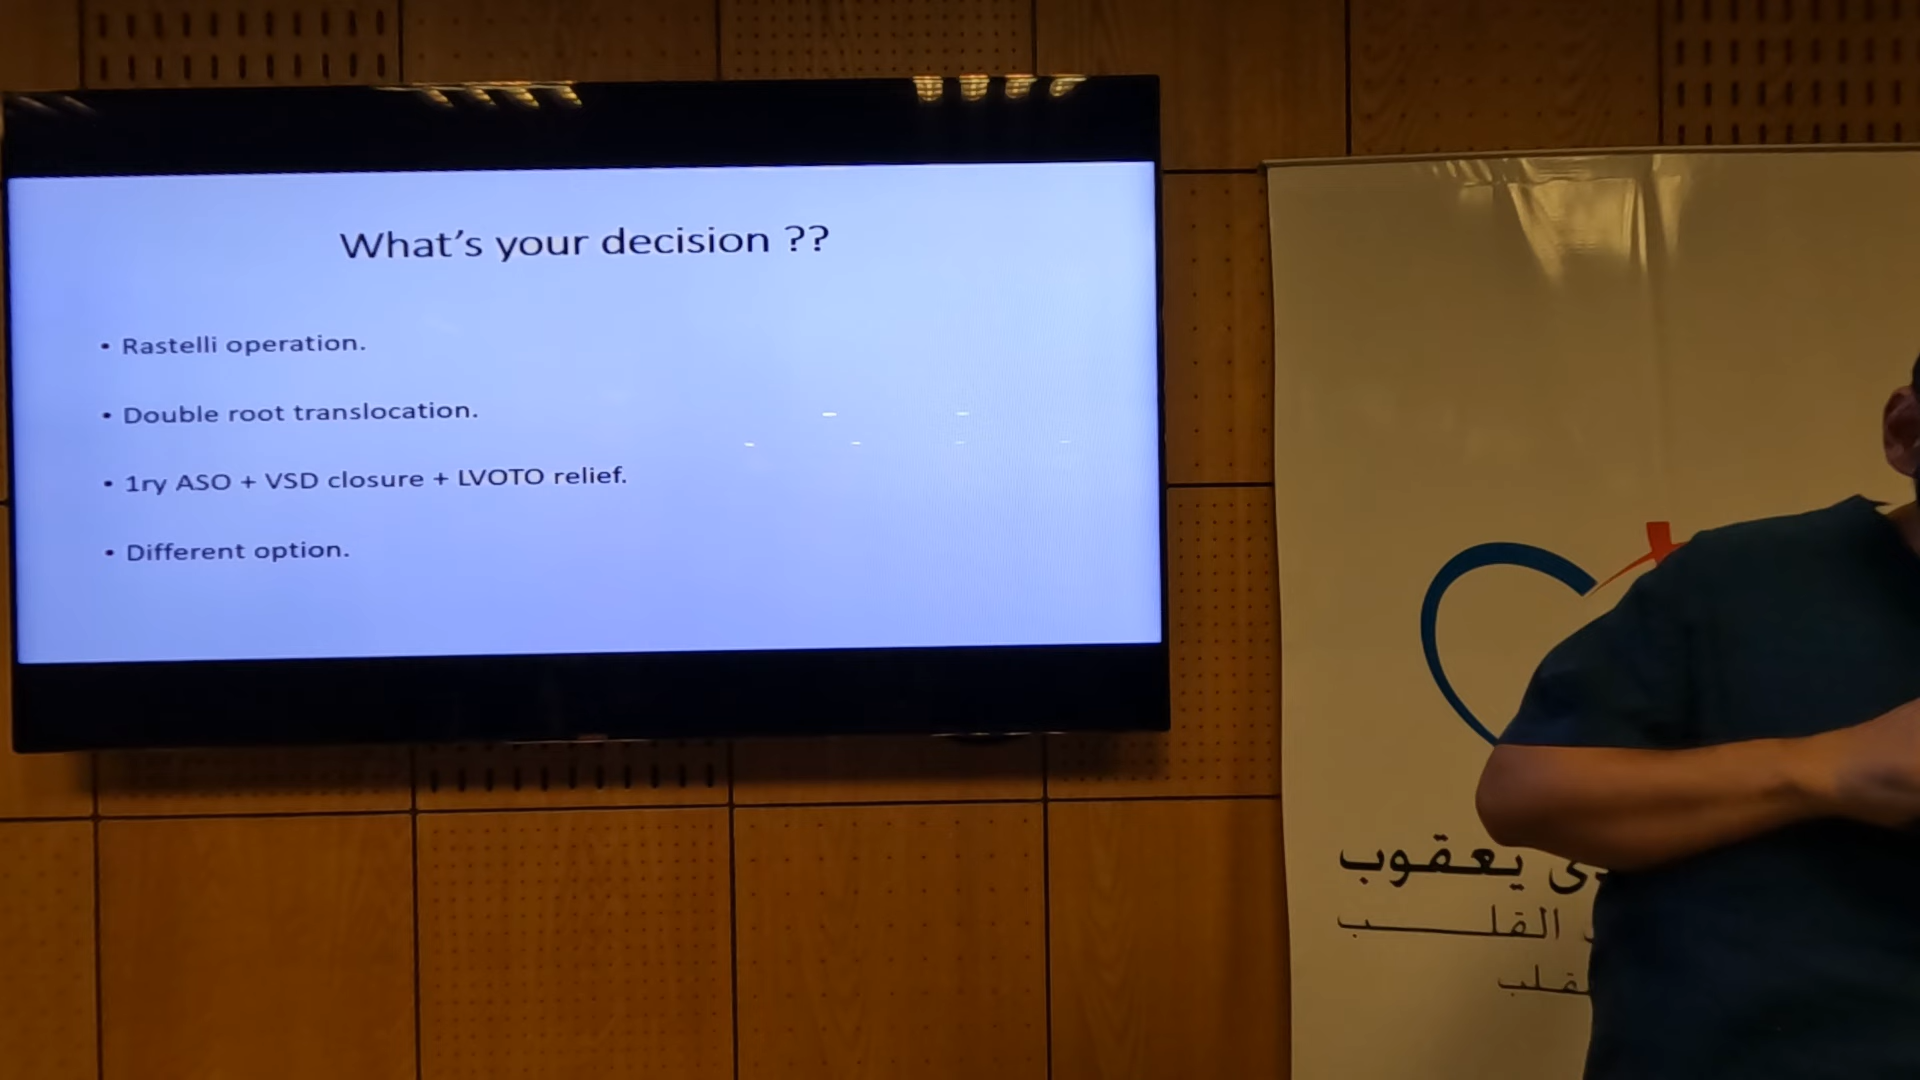 What's your decision ??
• Rastelli operation.
• Double root translocation.
• 1ry ASO + VSD closure + LVOTO relief.
• Different option.
يعقوب
القلب